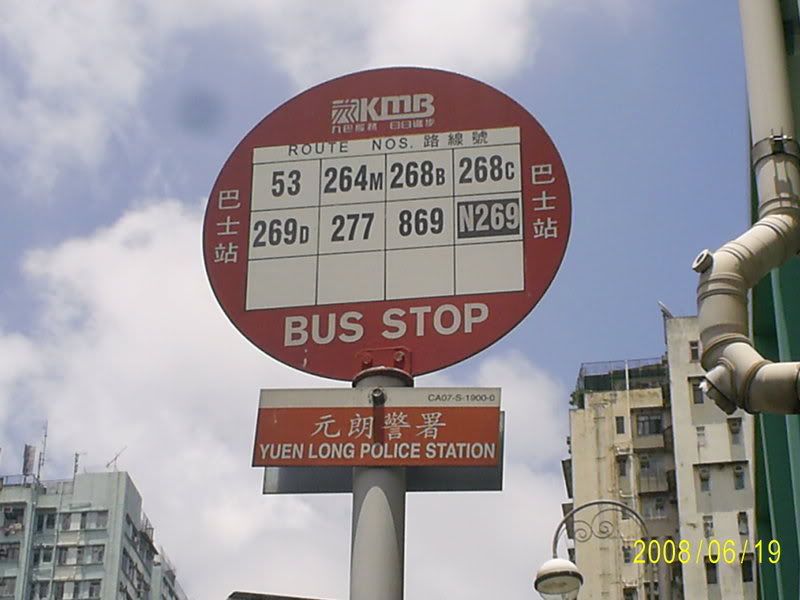 KMB
九巴服務 日日進步
ROUTE NOS. 路線號
53 264M 268B 268C
269D 277 869 N269
巴士站
巴士站
BUS STOP
CA07-S-1900-0
元朗警署
YUEN LONG POLICE STATION
2008/06/19